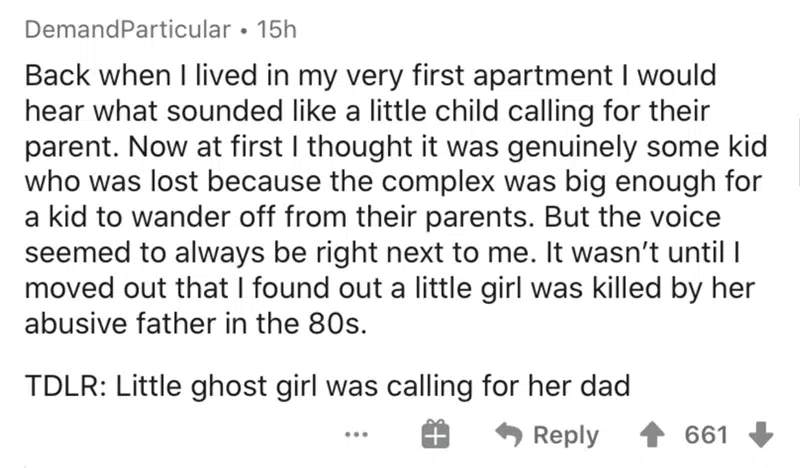 DemandParticular • 15h
Back when I lived in my very first apartment I would
hear what sounded like a little child calling for their
parent. Now at first I thought it was genuinely some kid
who was lost because the complex was big enough for
a kid to wander off from their parents. But the voice
seemed to always be right next to me. It wasn’t until I
moved out that I found out a little girl was killed by her
abusive father in the 80s.
TDLR: Little ghost girl was calling for her dad
Reply 661